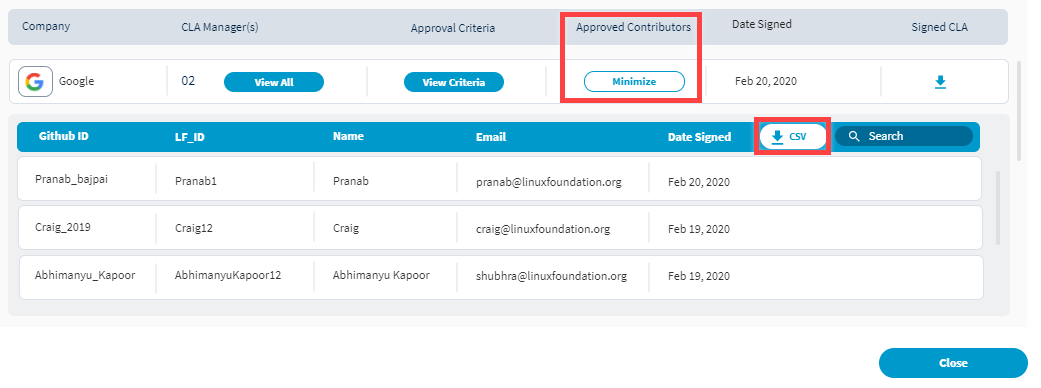 Company CLA Manager(s) Approval Criteria Approved Contributors Date Signed Signed CLA
Google 02 View All View Criteria Minimize Feb 20, 2020
Github ID LF_ID Name Email Date Signed CSV Search
Pranab_bajpai Pranab1 Pranab pranab@linuxfoundation.org Feb 20, 2020
Craig_2019 Craig12 Craig craig@linuxfoundation.org Feb 19, 2020
Abhimanyu_Kapoor AbhimanyuKapoor12 Abhimanyu Kapoor shubhra@linuxfoundation.org Feb 19, 2020
Close